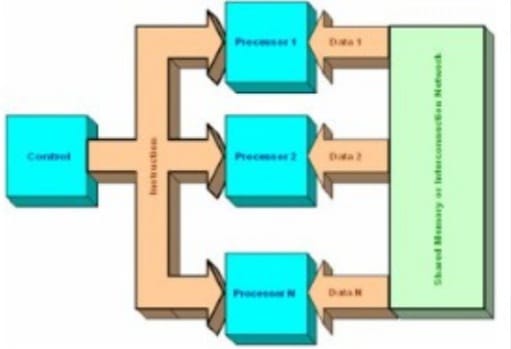 Processor 1
Data 1
Control
Instruction
Processor 2
Data 2
Shared Memory or Interconnection Network
Processor N
Data N